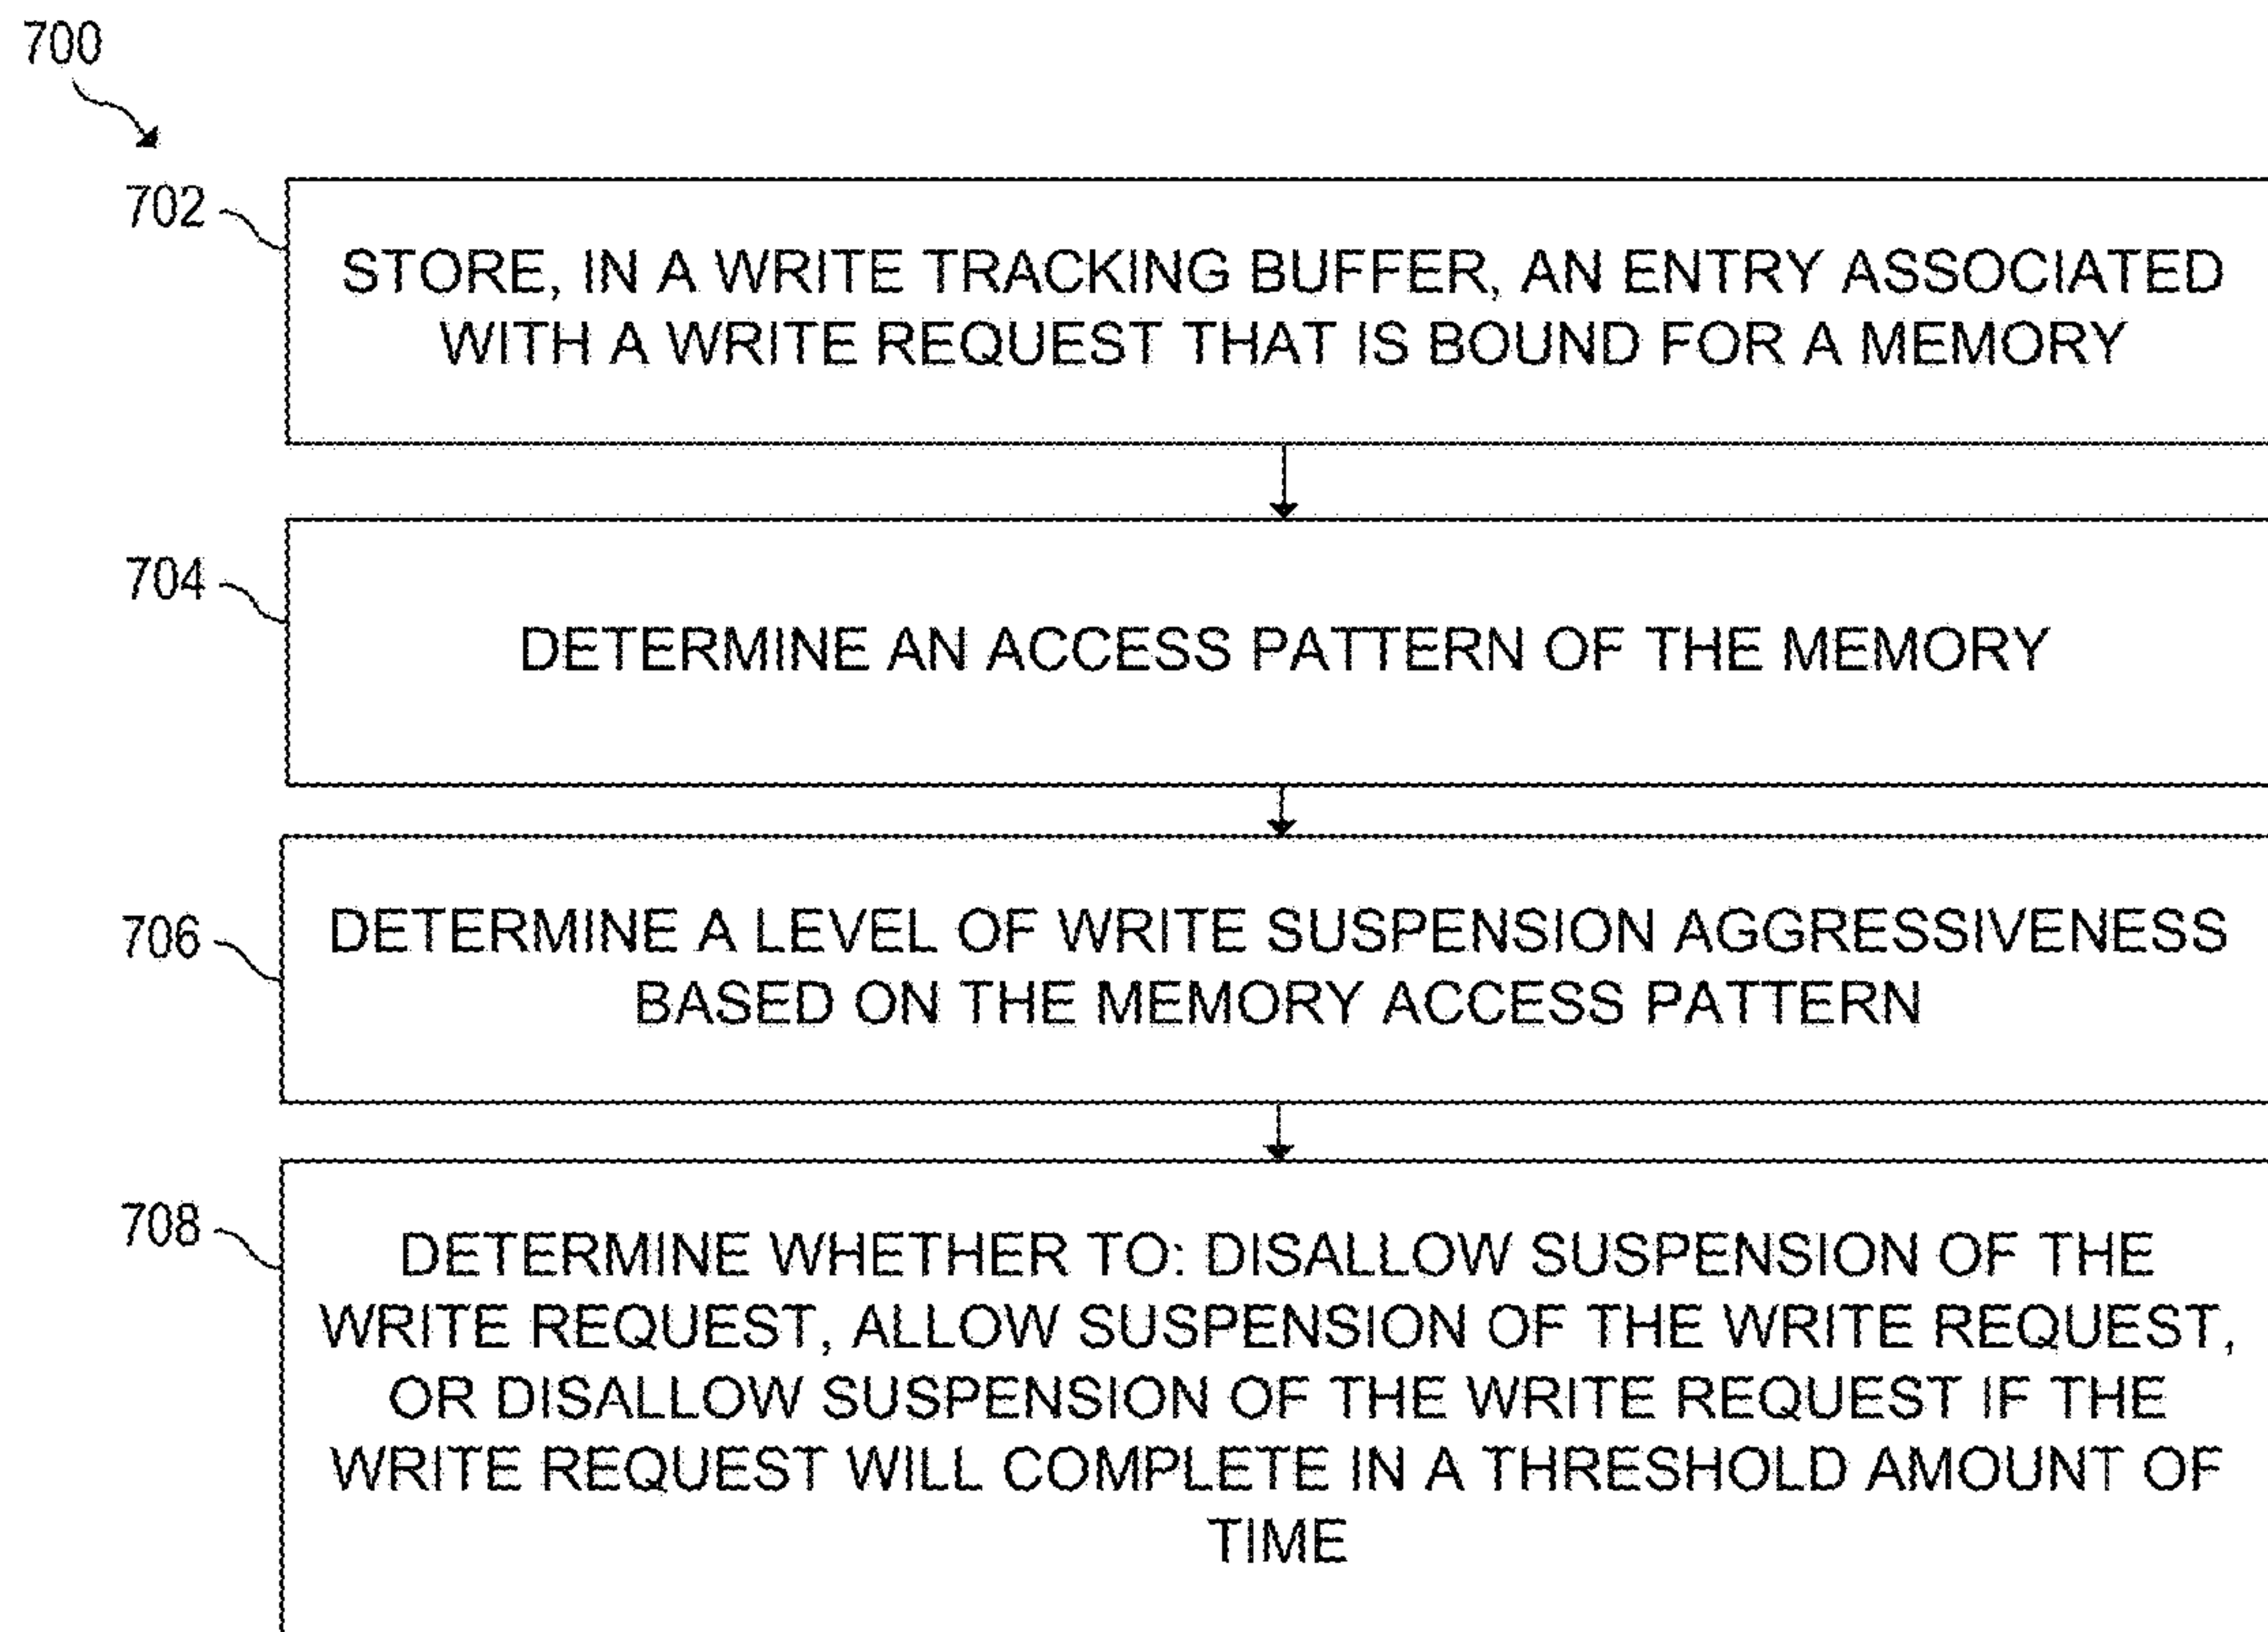 700
702
STORE, IN A WRITE TRACKING BUFFER, AN ENTRY ASSOCIATED
WITH A WRITE REQUEST THAT IS BOUND FOR A MEMORY
704
DETERMINE AN ACCESS PATTERN OF THE MEMORY
706
DETERMINE A LEVEL OF WRITE SUSPENSION AGGRESSIVENESS
BASED ON THE MEMORY ACCESS PATTERN
708
DETERMINE WHETHER TO: DISALLOW SUSPENSION OF THE
WRITE REQUEST, ALLOW SUSPENSION OF THE WRITE REQUEST,
OR DISALLOW SUSPENSION OF THE WRITE REQUEST IF THE
WRITE REQUEST WILL COMPLETE IN A THRESHOLD AMOUNT OF
TIME